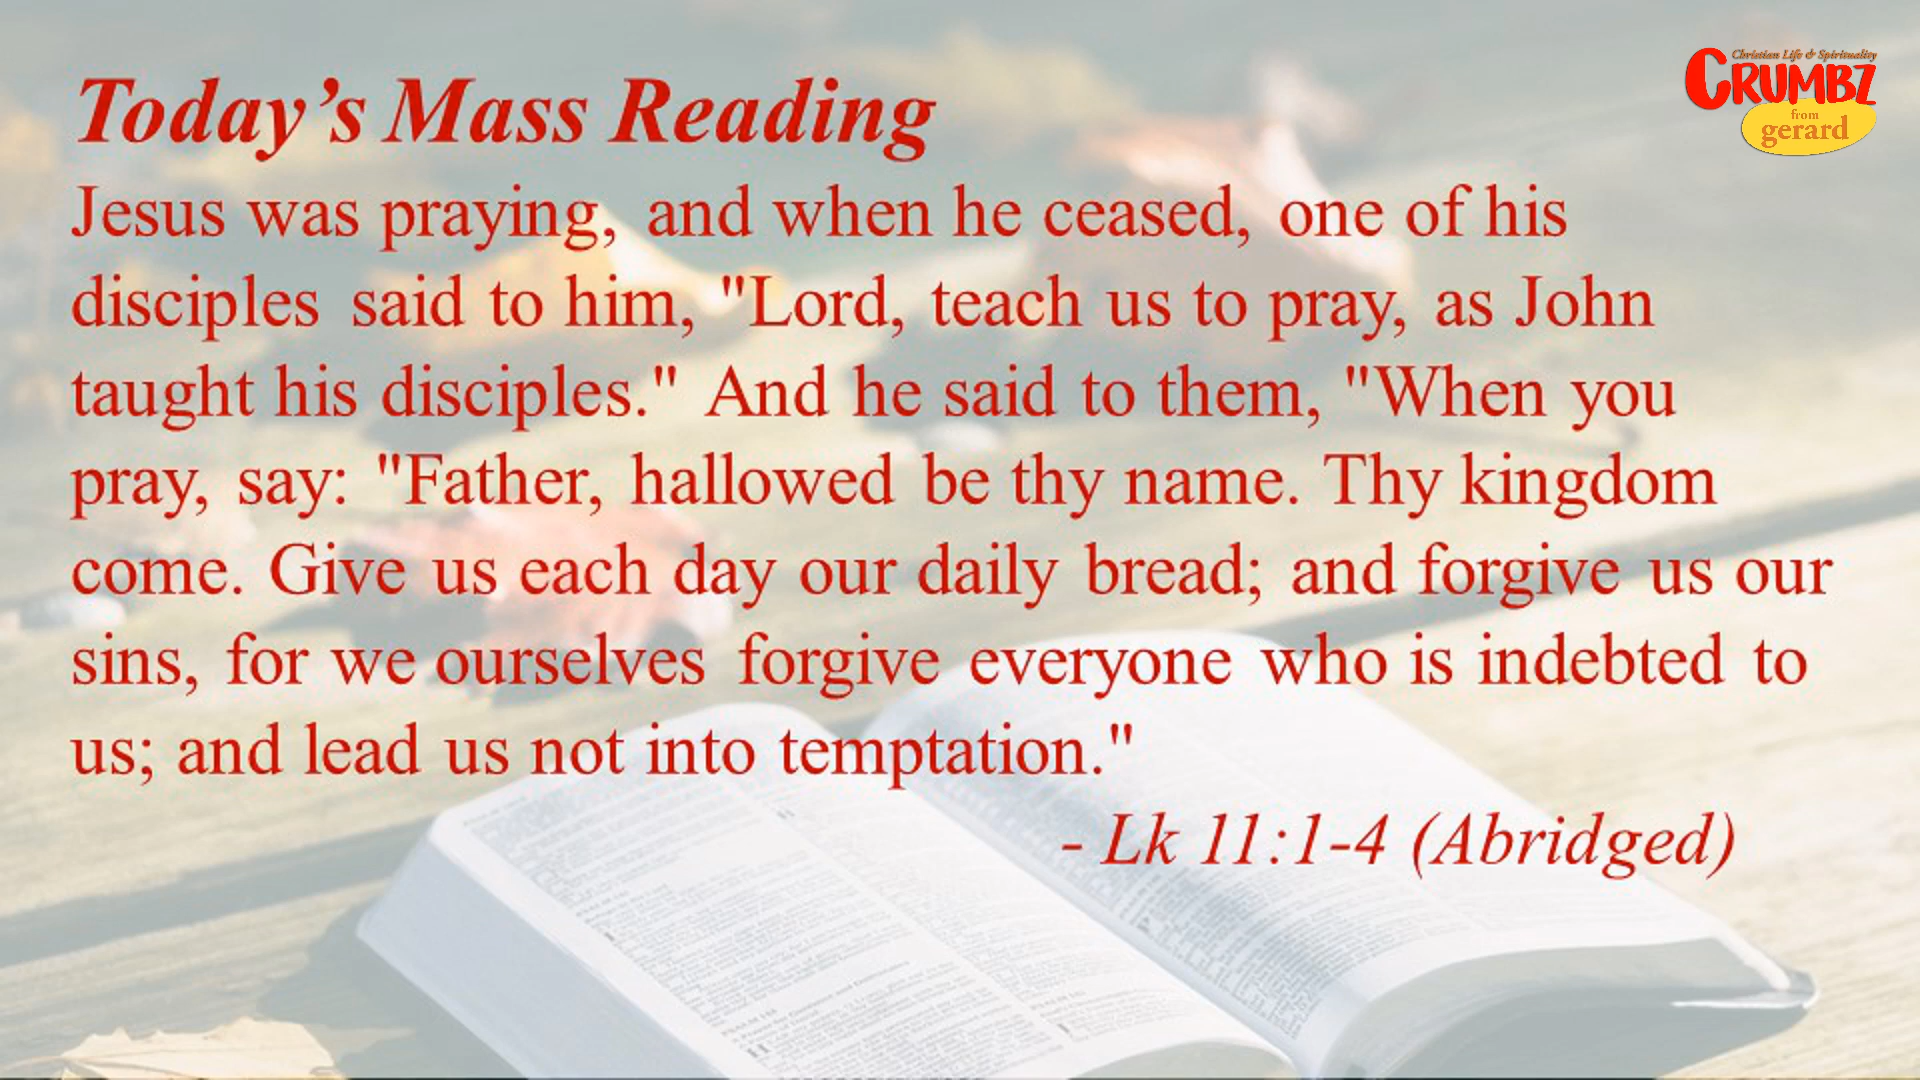 Christian Life & Spirituality
CRUMBZ
from
gerard
Today’s Mass Reading
Jesus was praying, and when he ceased, one of his
disciples said to him, "Lord, teach us to pray, as John
taught his disciples." And he said to them, "When you
pray, say: "Father, hallowed be thy name. Thy kingdom
come. Give us each day our daily bread; and forgive us our
sins, for we ourselves forgive everyone who is indebted to
us; and lead us not into temptation."
- Lk 11:1-4 (Abridged)